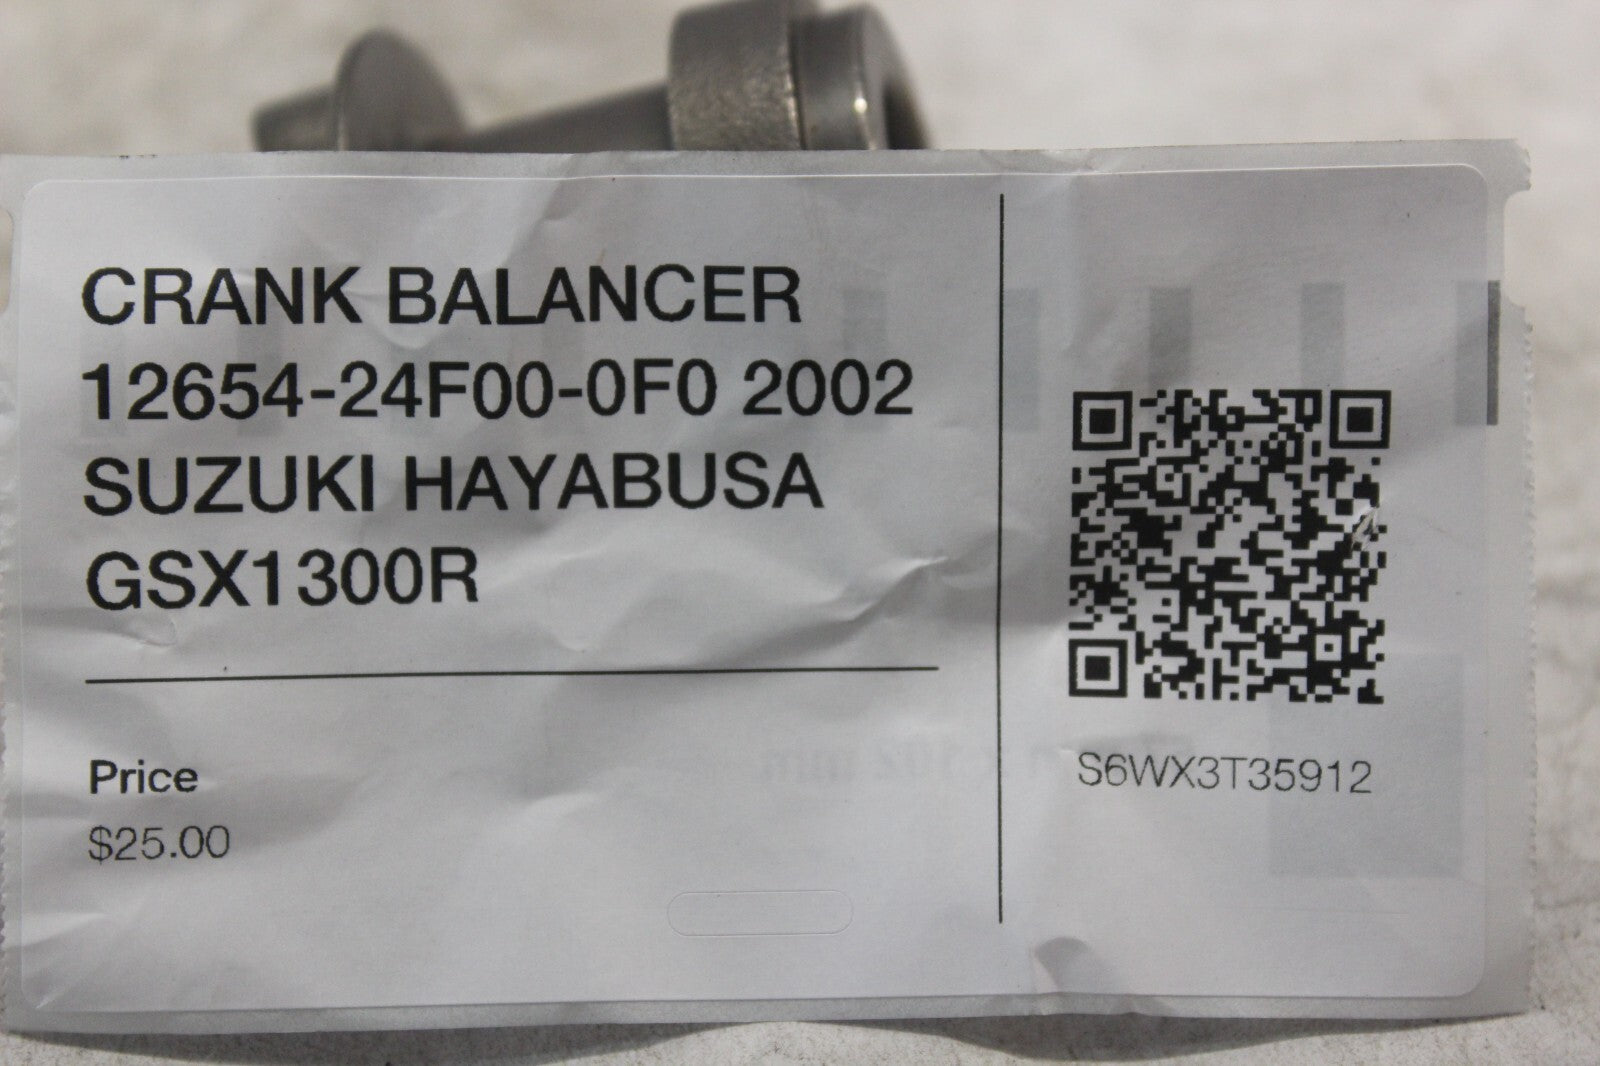 CRANK BALANCER
12654-24F00-0F0 2002
SUZUKI HAYABUSA
GSX1300R
Price
$25.00
S6WX3T35912